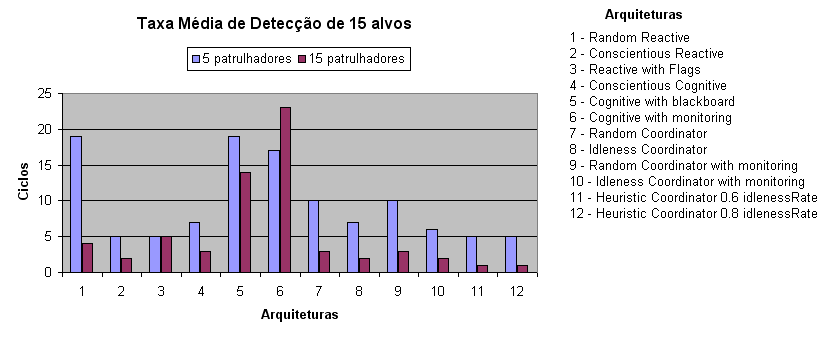 Taxa Média de Detecção de 15 alvos
5 patrulhadores 15 patrulhadores
25
20
15
10
5
0
Ciclos
1 2 3 4 5 6 7 8 9 10 11 12
Arquiteturas
Arquiteturas
1 - Random Reactive
2 - Conscientious Reactive
3 - Reactive with Flags
4 - Conscientious Cognitive
5 - Cognitive with blackboard
6 - Cognitive with monitoring
7 - Random Coordinator
8 - Idleness Coordinator
9 - Random Coordinator with monitoring
10 - Idleness Coordinator with monitoring
11 - Heuristic Coordinator 0.6 idlenessRate
12 - Heuristic Coordinator 0.8 idlenessRate